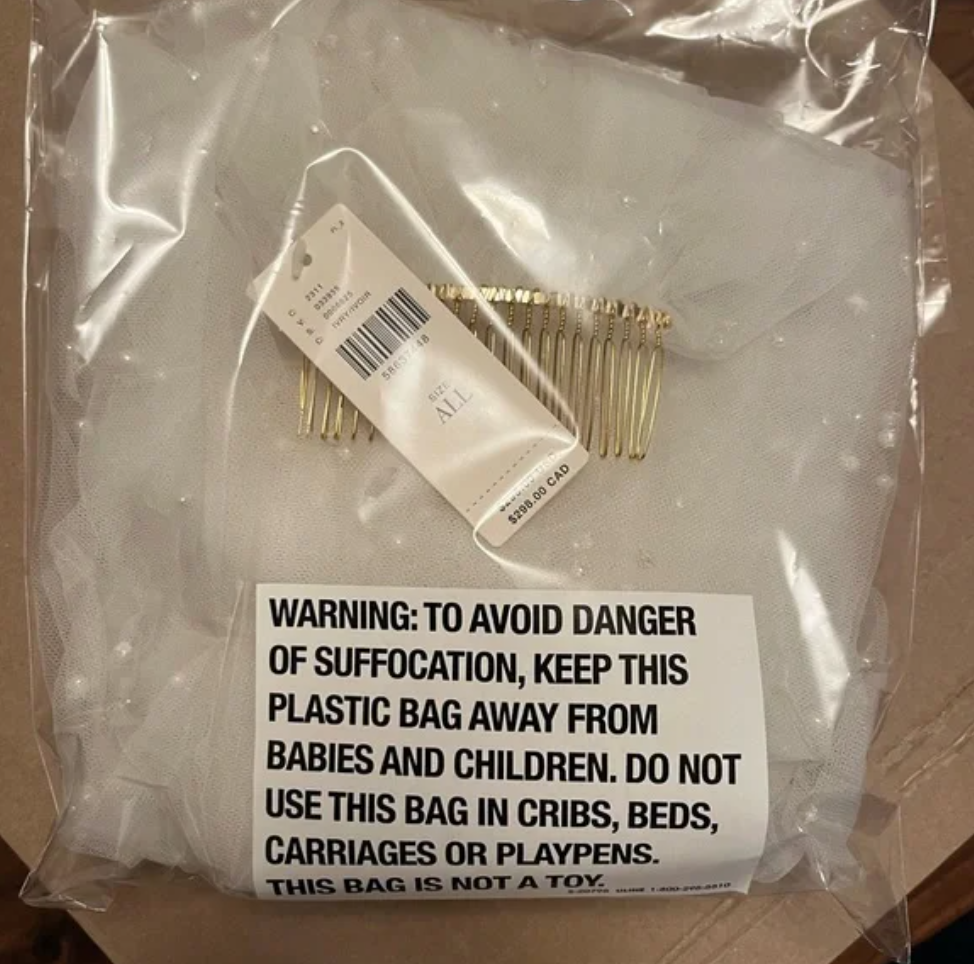 C 2311
V
S
C IVRY/IVOIR
SIZE
ALL
$298.00 CAD
WARNING: TO AVOID DANGER
OF SUFFOCATION, KEEP THIS
PLASTIC BAG AWAY FROM
BABIES AND CHILDREN. DO NOT
USE THIS BAG IN CRIBS, BEDS,
CARRIAGES OR PLAYPENS.
THIS BAG IS NOT A TOY.
ULINE